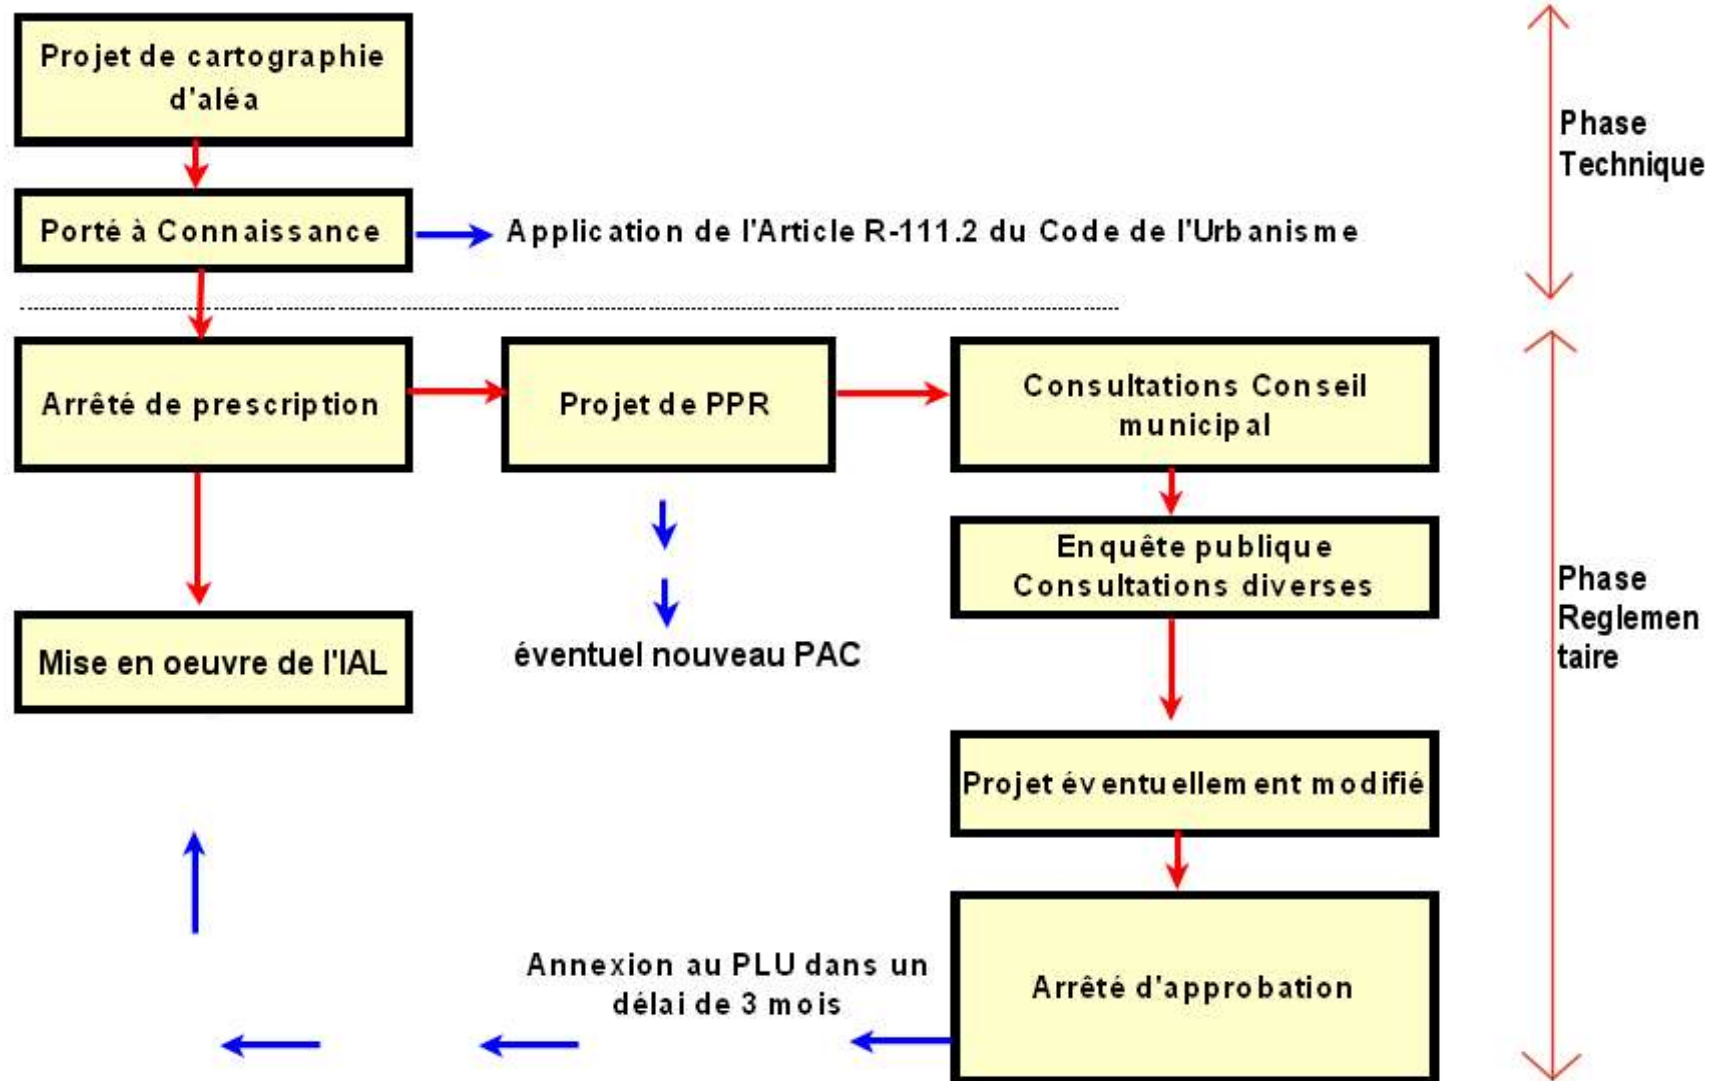 Projet de cartographie
d'aléa
Phase
Technique
Porté à Connaissance
Application de l'Article R-111.2 du Code de l'Urbanisme
Arrêté de prescription
Projet de PPR
Consultations Conseil
municipal
Enquête publique
Consultations diverses
Phase
Reglemen
taire
Mise en oeuvre de l'IAL
éventuel nouveau PAC
Projet éventuellement modifié
Annexion au PLU dans un
délai de 3 mois
Arrêté d'approbation